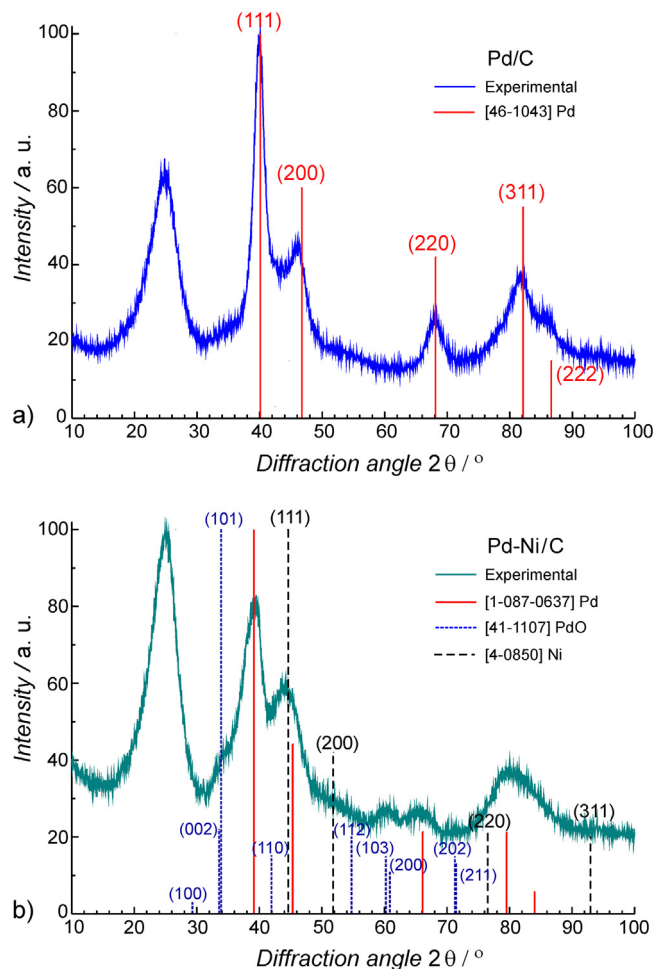 (111)
Pd/C
Experimental
[46-1043] Pd
(200)
(311)
(220)
(222)
Intensity / a. u.
100
80
60
40
20
0
10 20 30 40 50 60 70 80 90 100
a)
Diffraction angle 2 θ / º
(101)
(111)
Pd-Ni/C
Experimental
[1-087-0637] Pd
[41-1107] PdO
[4-0850] Ni
(200)
(220)
(311)
(002)
(110)
(112)
(103)
(200)
(202)
(211)
(100)
Intensity / a. u.
100
80
60
40
20
0
10 20 30 40 50 60 70 80 90 100
b)
Diffraction angle 2 θ / º